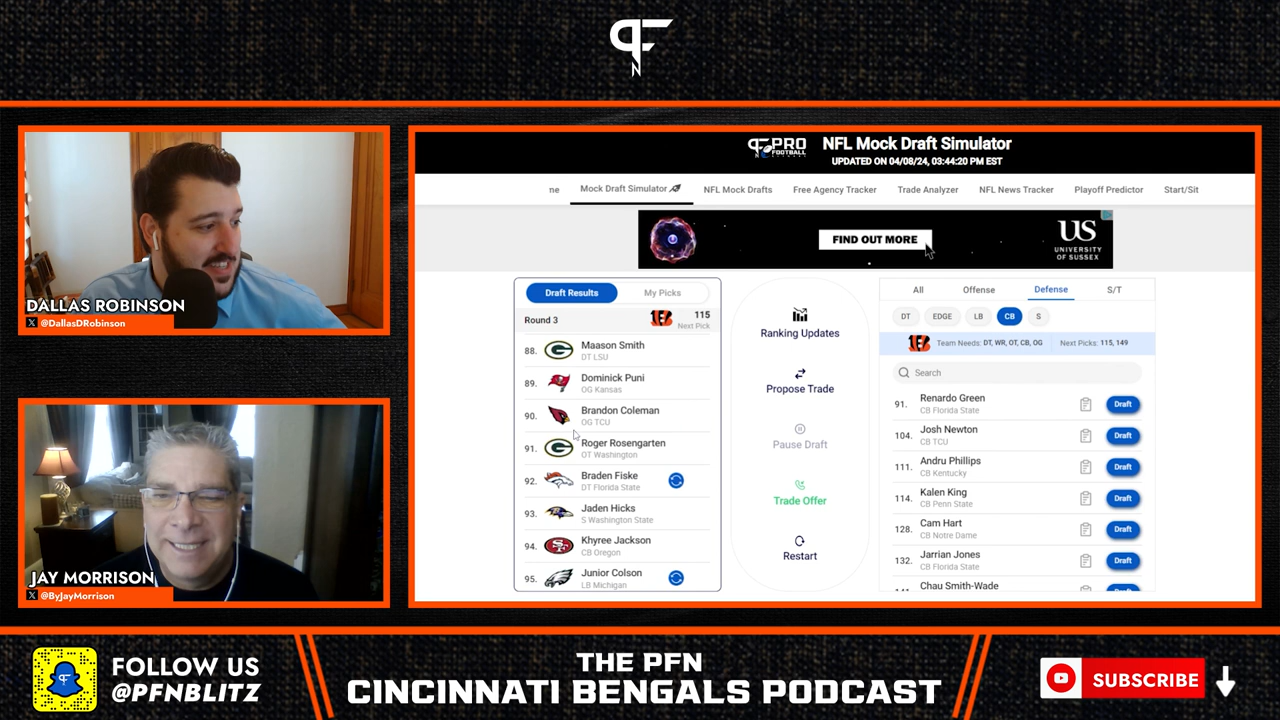 PFN
DALLAS ROBINSON
X @DallasDRobinson
JAY MORRISON
X @ByJayMorrison
PRO
FOOTBALL
NETWORK
NFL Mock Draft Simulator
UPDATED ON 04/08/24, 03:44:20 PM EST
ne
Mock Draft Simulator
NFL Mock Drafts
Free Agency Tracker
Trade Analyzer
NFL News Tracker
Playoff Predictor
Start/Sit
FIND OUT MORE
US
UNIVERSITY
OF SUSSEX
Draft Results
My Picks
Round 3
115
Next Pick
88.
Maason Smith
DT LSU
89.
Dominick Puni
OG Kansas
90.
Brandon Coleman
OG TCU
91.
Roger Rosengarten
OT Washington
92.
Braden Fiske
DT Florida State
93.
Jaden Hicks
S Washington State
94.
Khyree Jackson
CB Oregon
95.
Junior Colson
LB Michigan
Ranking Updates
Propose Trade
Pause Draft
Trade Offer
Restart
All
Offense
Defense
S/T
DT
EDGE
LB
CB
S
Team Needs: DT, WR, OT, CB, OG
Next Picks: 115, 149
Search
91.
Renardo Green
CB Florida State
Draft
104.
Josh Newton
CB TCU
Draft
111.
Andru Phillips
CB Kentucky
Draft
114.
Kalen King
CB Penn State
Draft
128.
Cam Hart
CB Notre Dame
Draft
132.
Jarrian Jones
CB Florida State
Draft
Chau Smith-Wade
FOLLOW US
@PFNBLITZ
THE PFN
CINCINNATI BENGALS PODCAST
SUBSCRIBE